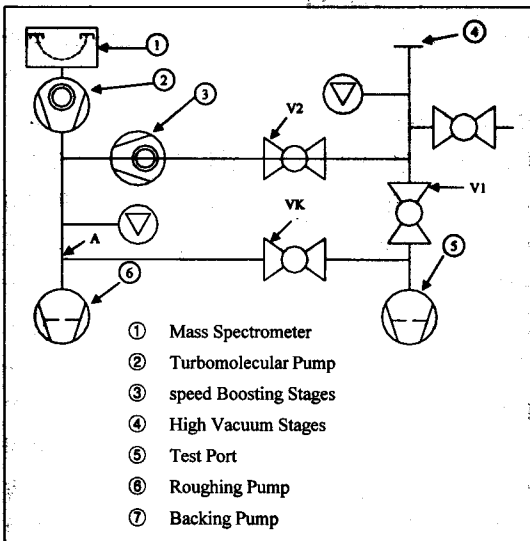 ①
④
②
③
V2
V1
VK
A
⑤
⑥
① Mass Spectrometer
② Turbomolecular Pump
③ speed Boosting Stages
④ High Vacuum Stages
⑤ Test Port
⑥ Roughing Pump
⑦ Backing Pump